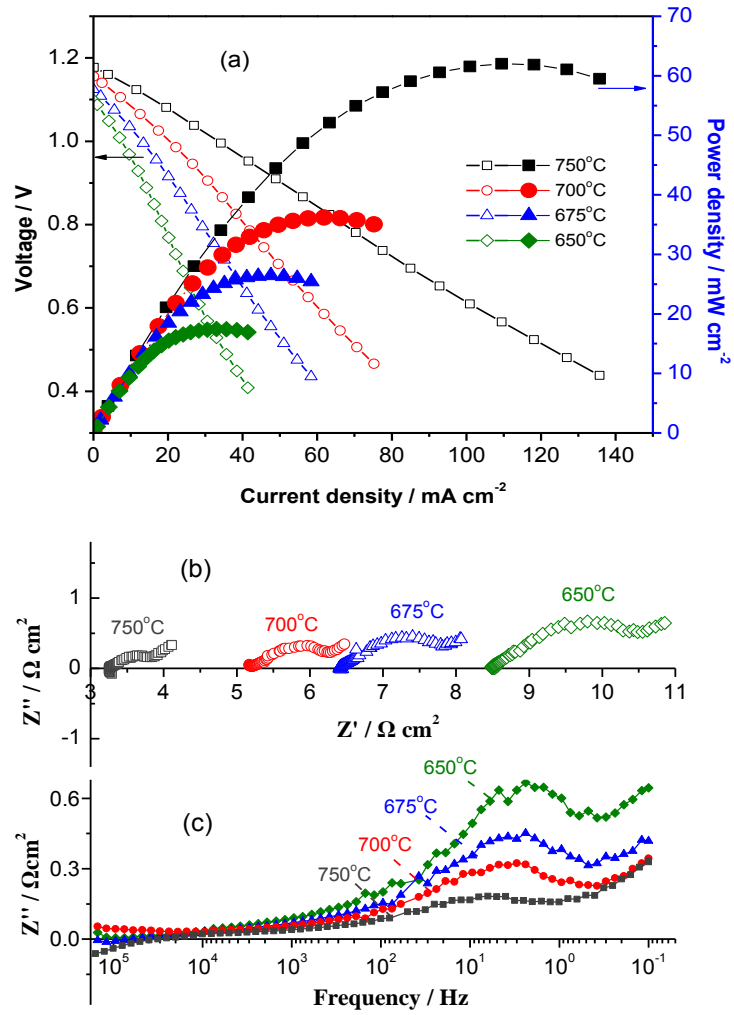 (a)
1.2
1.0
0.8
0.6
0.4
Voltage / V
70
60
50
40
30
20
10
0
Power density / mW cm⁻²
750°C
700°C
675°C
650°C
0 20 40 60 80 100 120 140
Current density / mA cm⁻²
(b)
1
0
-1
Z'' / Ω cm²
750°C
700°C
675°C
650°C
3 4 5 6 7 8 9 10 11
Z' / Ω cm²
(c)
0.6
0.3
0.0
Z'' / Ωcm²
650°C
675°C
700°C
750°C
10⁵ 10⁴ 10³ 10² 10¹ 10⁰ 10⁻¹
Frequency / Hz